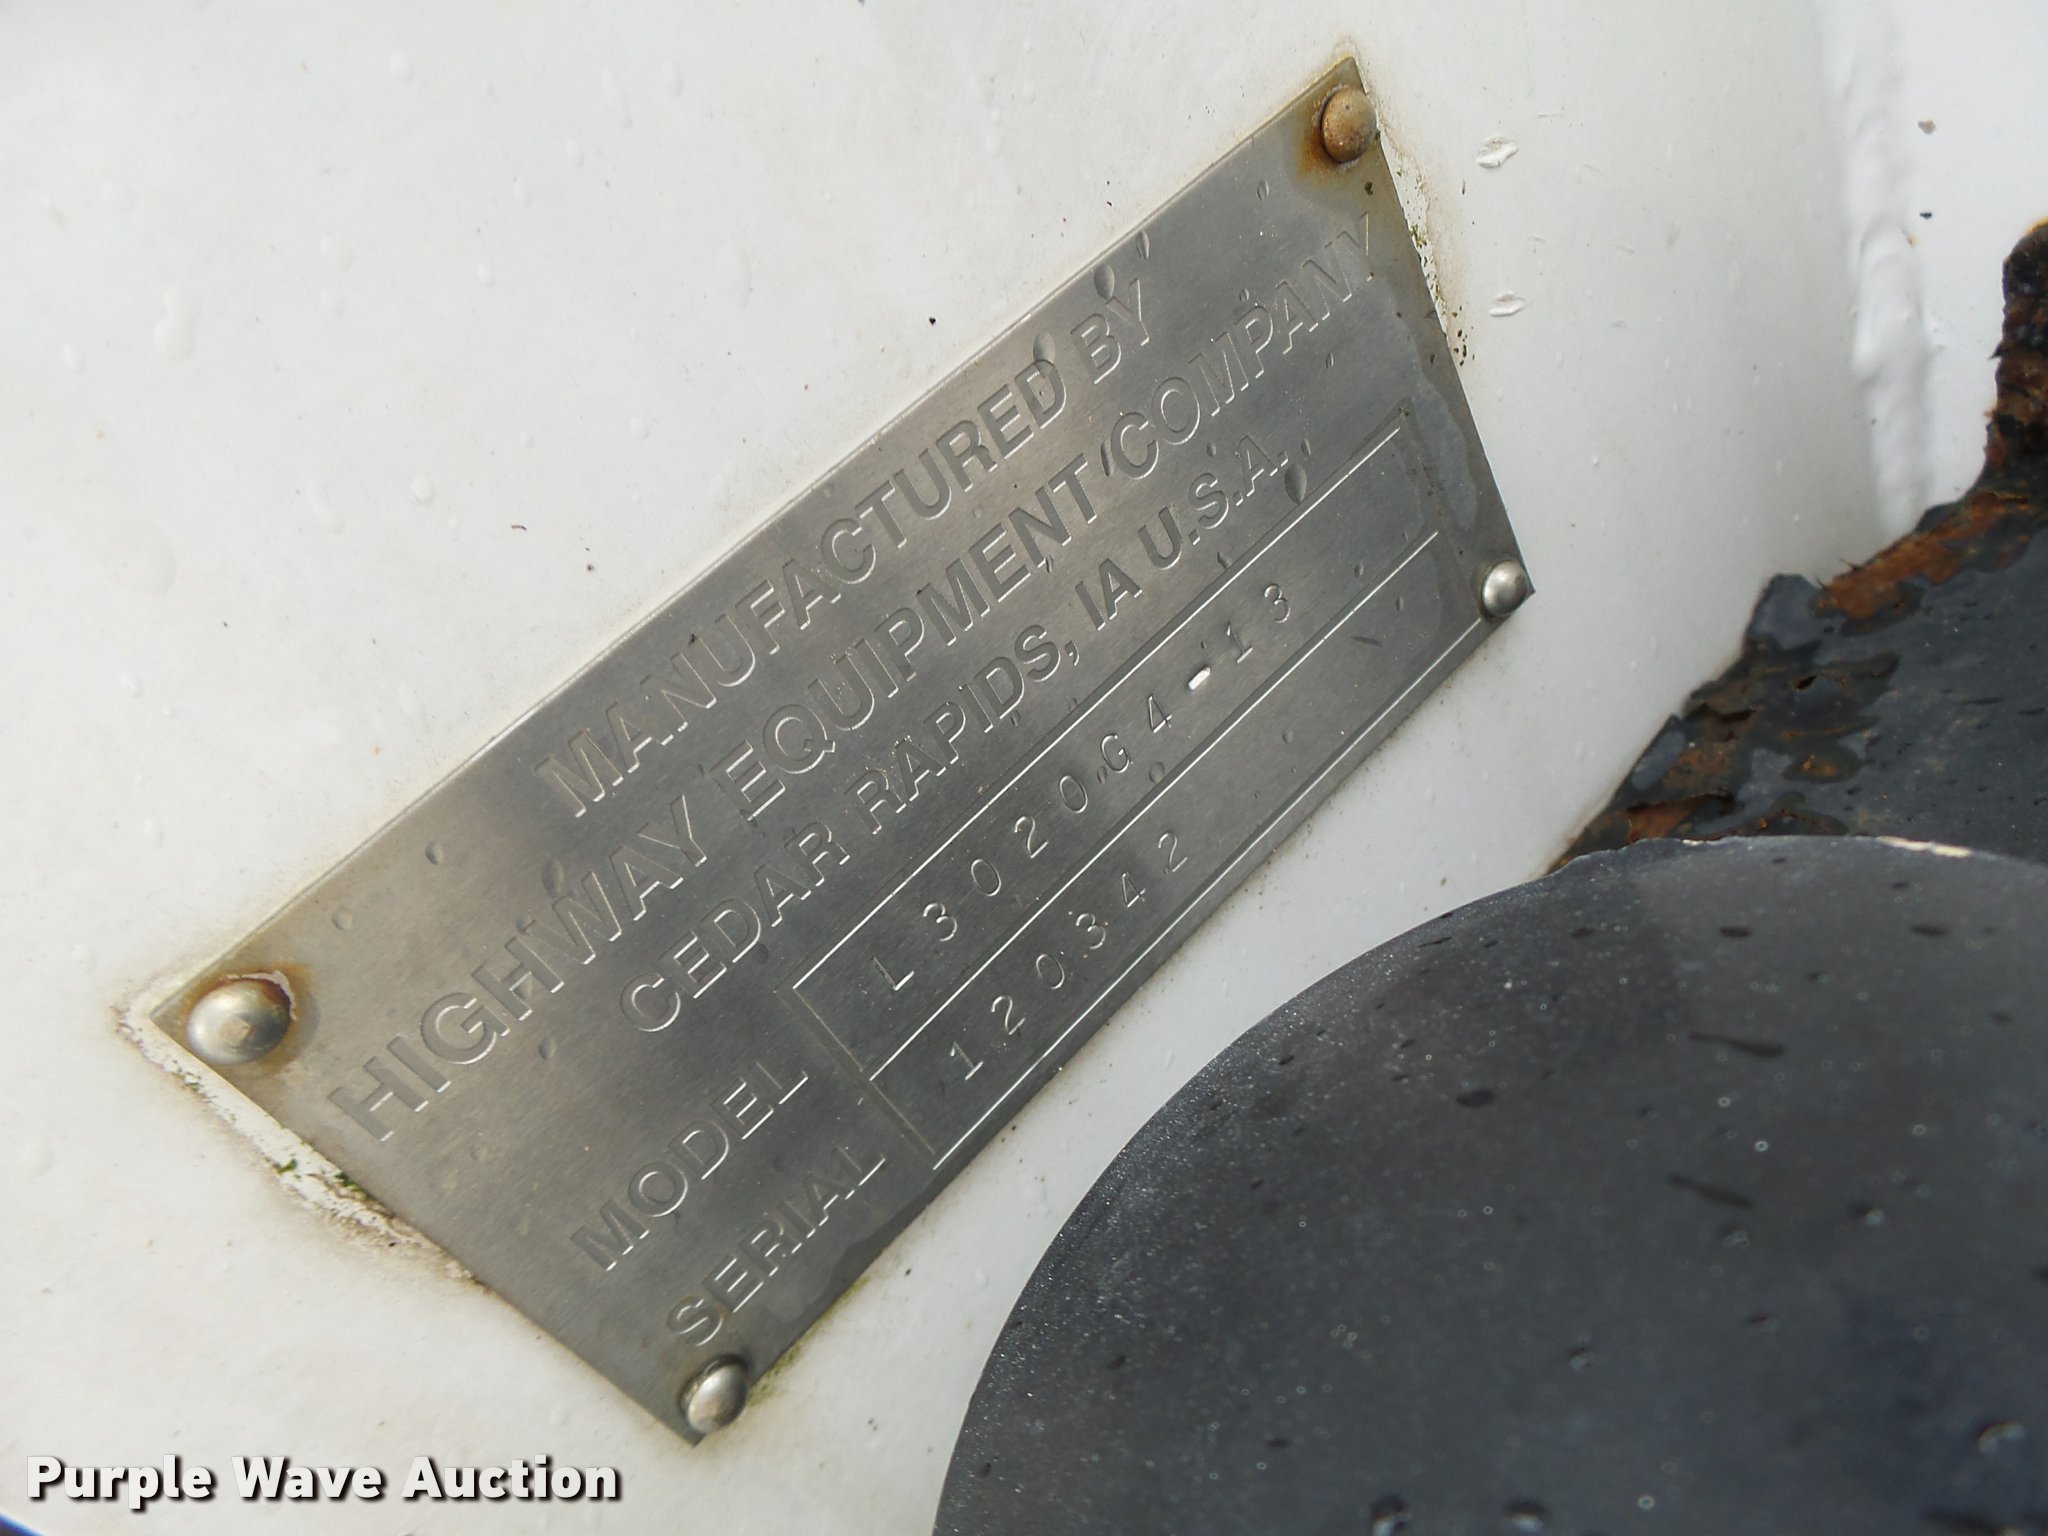 MANUFACTURED BY
HIGHWAY EQUIPMENT COMPANY
CEDAR RAPIDS, IA U.S.A.
MODEL L3020G4-13
SERIAL 120342
Purple Wave Auction